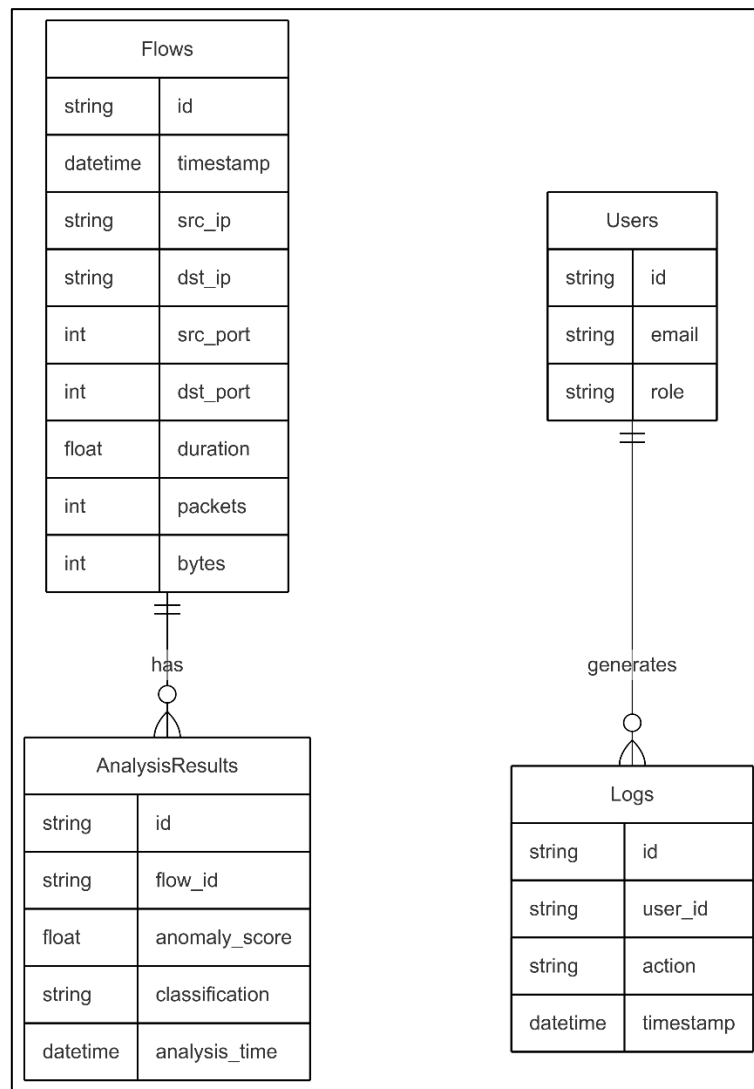 Flows
string id
datetime timestamp
string src_ip
string dst_ip
int src_port
int dst_port
float duration
int packets
int bytes
has
AnalysisResults
string id
string flow_id
float anomaly_score
string classification
datetime analysis_time
Users
string id
string email
string role
generates
Logs
string id
string user_id
string action
datetime timestamp